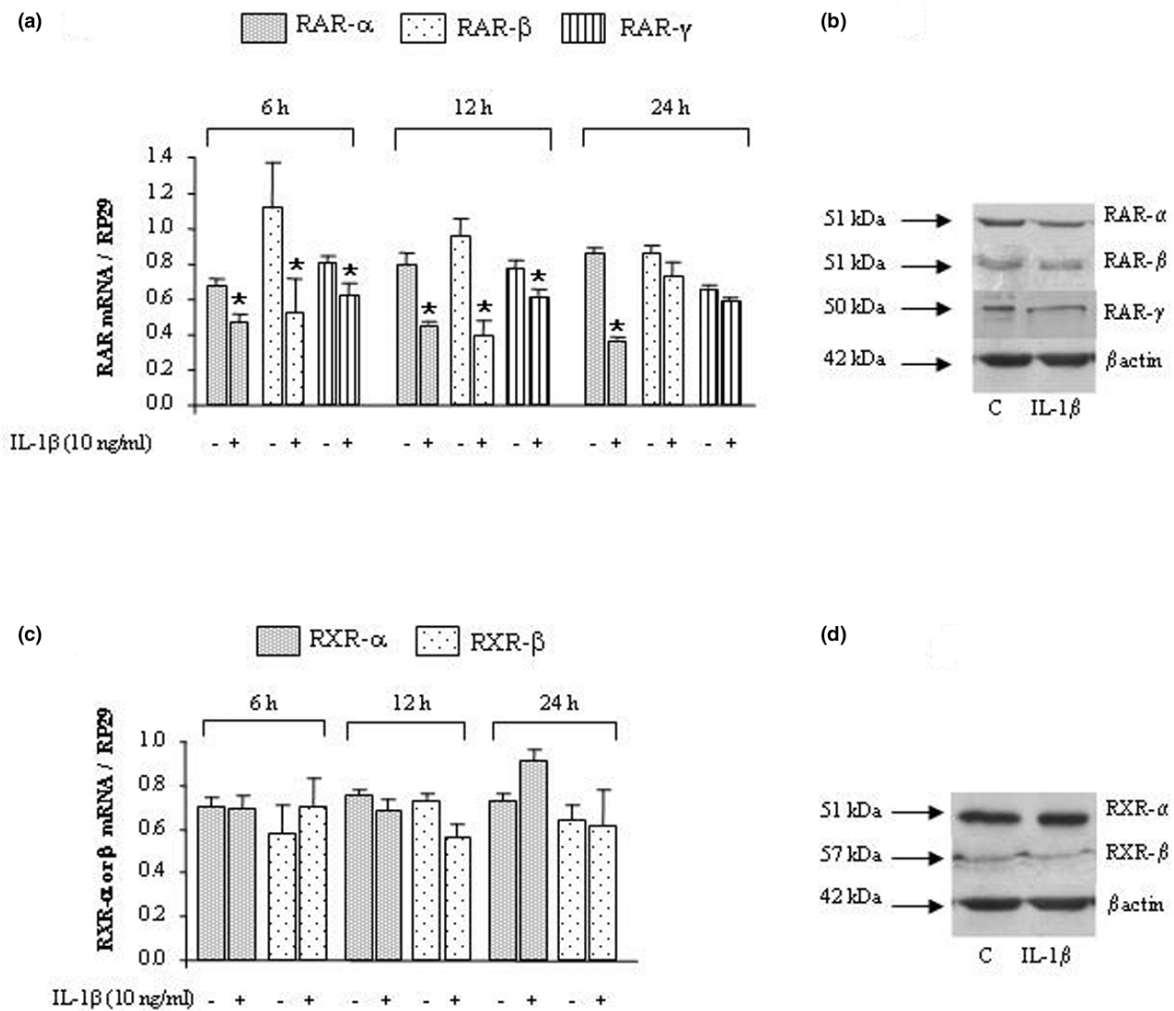 (a)
RAR-α RAR-β RAR-γ
6 h 12 h 24 h
RAR mRNA / RP29
1.4
1.2
1.0
0.8
0.6
0.4
0.2
0.0
* * * * * * *
IL-1β (10 ng/ml) - + - + - + - + - + - + - + - + - +
(b)
51 kDa RAR-α
51 kDa RAR-β
50 kDa RAR-γ
42 kDa βactin
C IL-1β
(c)
RXR-α RXR-β
6 h 12 h 24 h
RXR-α or β mRNA / RP29
1.0
0.8
0.6
0.4
0.2
0.0
IL-1β (10 ng/ml) - + - + - + - + - + - +
(d)
51 kDa RXR-α
57 kDa RXR-β
42 kDa βactin
C IL-1β